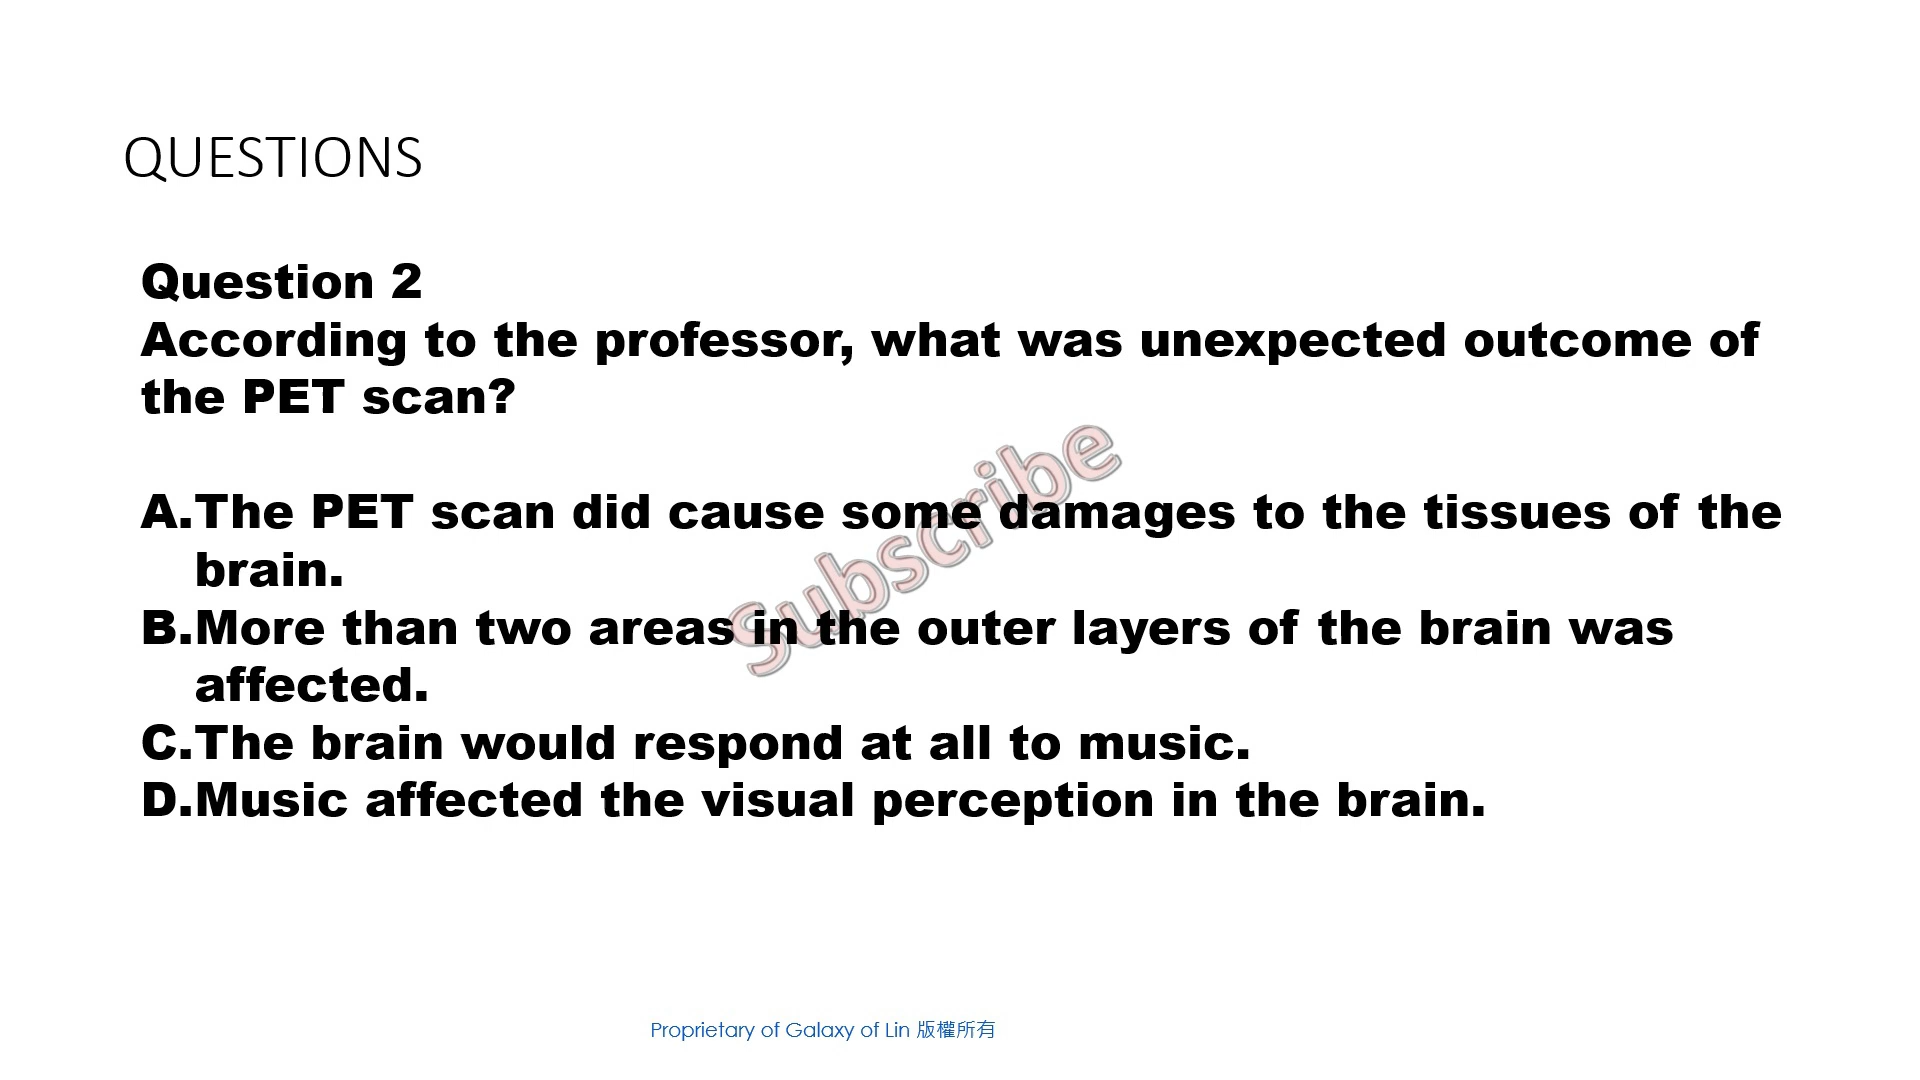 QUESTIONS
Question 2
According to the professor, what was unexpected outcome of
the PET scan?
A.The PET scan did cause some damages to the tissues of the
brain.
B.More than two areas in the outer layers of the brain was
affected.
C.The brain would respond at all to music.
D.Music affected the visual perception in the brain.
Subscribe
Proprietary of Galaxy of Lin 版權所有